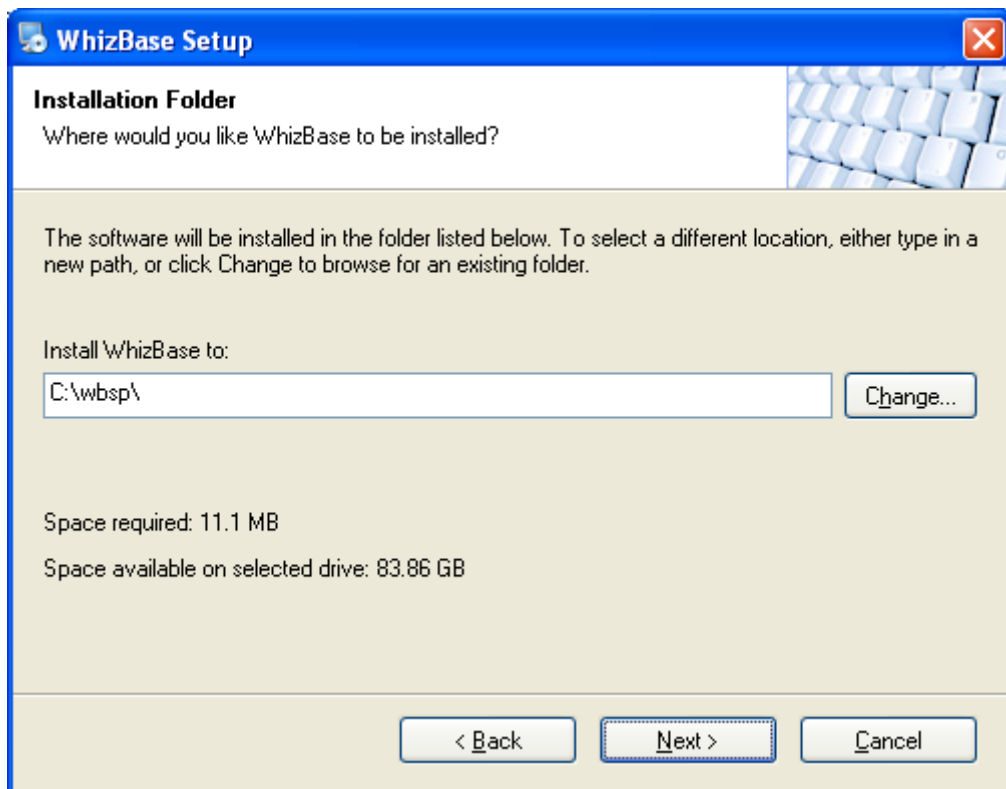 WhizBase Setup
Installation Folder
Where would you like WhizBase to be installed?
The software will be installed in the folder listed below. To select a different location, either type in a
new path, or click Change to browse for an existing folder.
Install WhizBase to:
C:\wbsp\
Change...
Space required: 11.1 MB
Space available on selected drive: 83.86 GB
< Back
Next >
Cancel